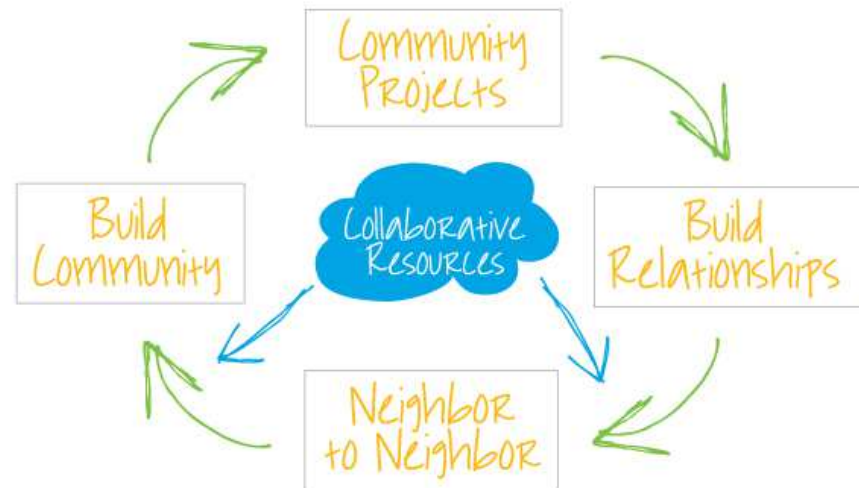 Community
Projects
Build
Community
Collaborative
Resources
Build
Relationships
Neighbor
to Neighbor